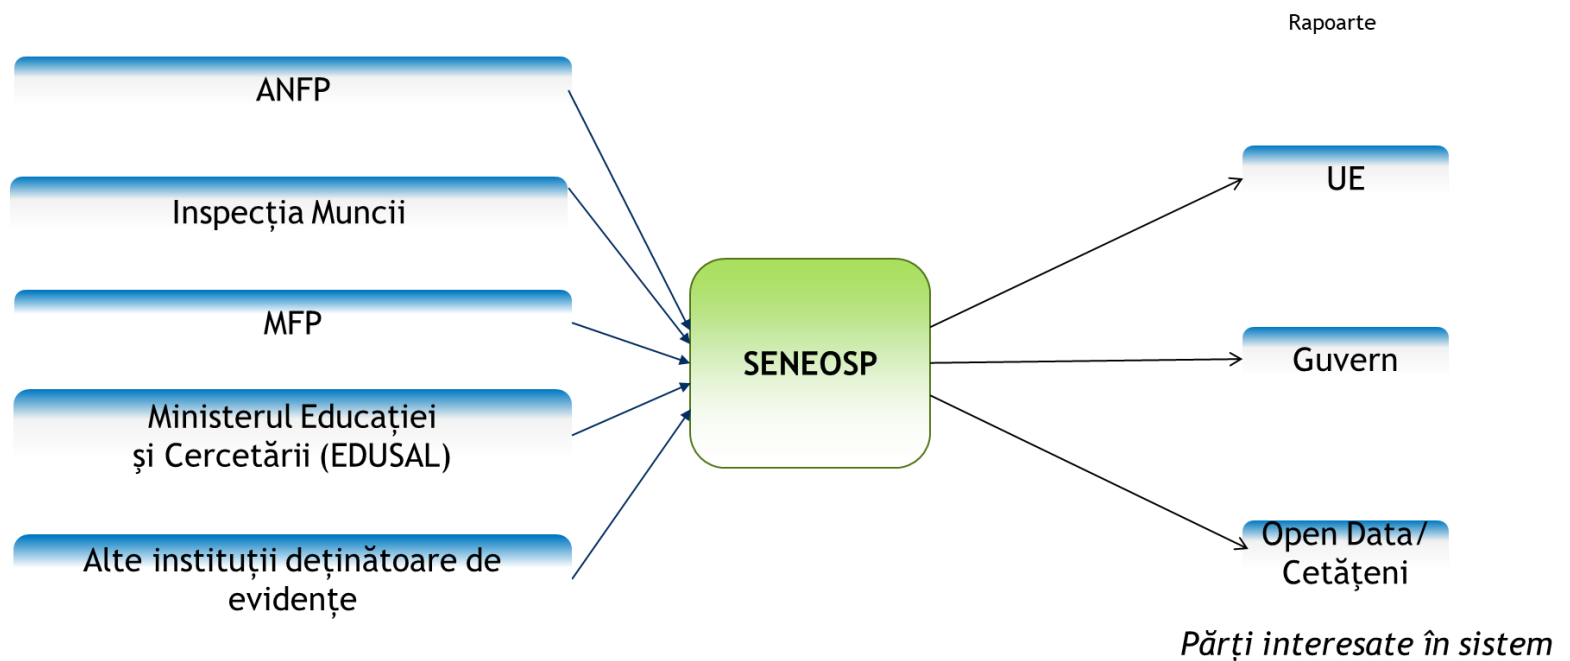 Rapoarte
ANFP
Inspecția Muncii
MFP
Ministerul Educației
și Cercetării (EDUSAL)
Alte instituții deținătoare de
evidențe
SENEOSP
UE
Guvern
Open Data/
Cetăţeni
Părți interesate în sistem